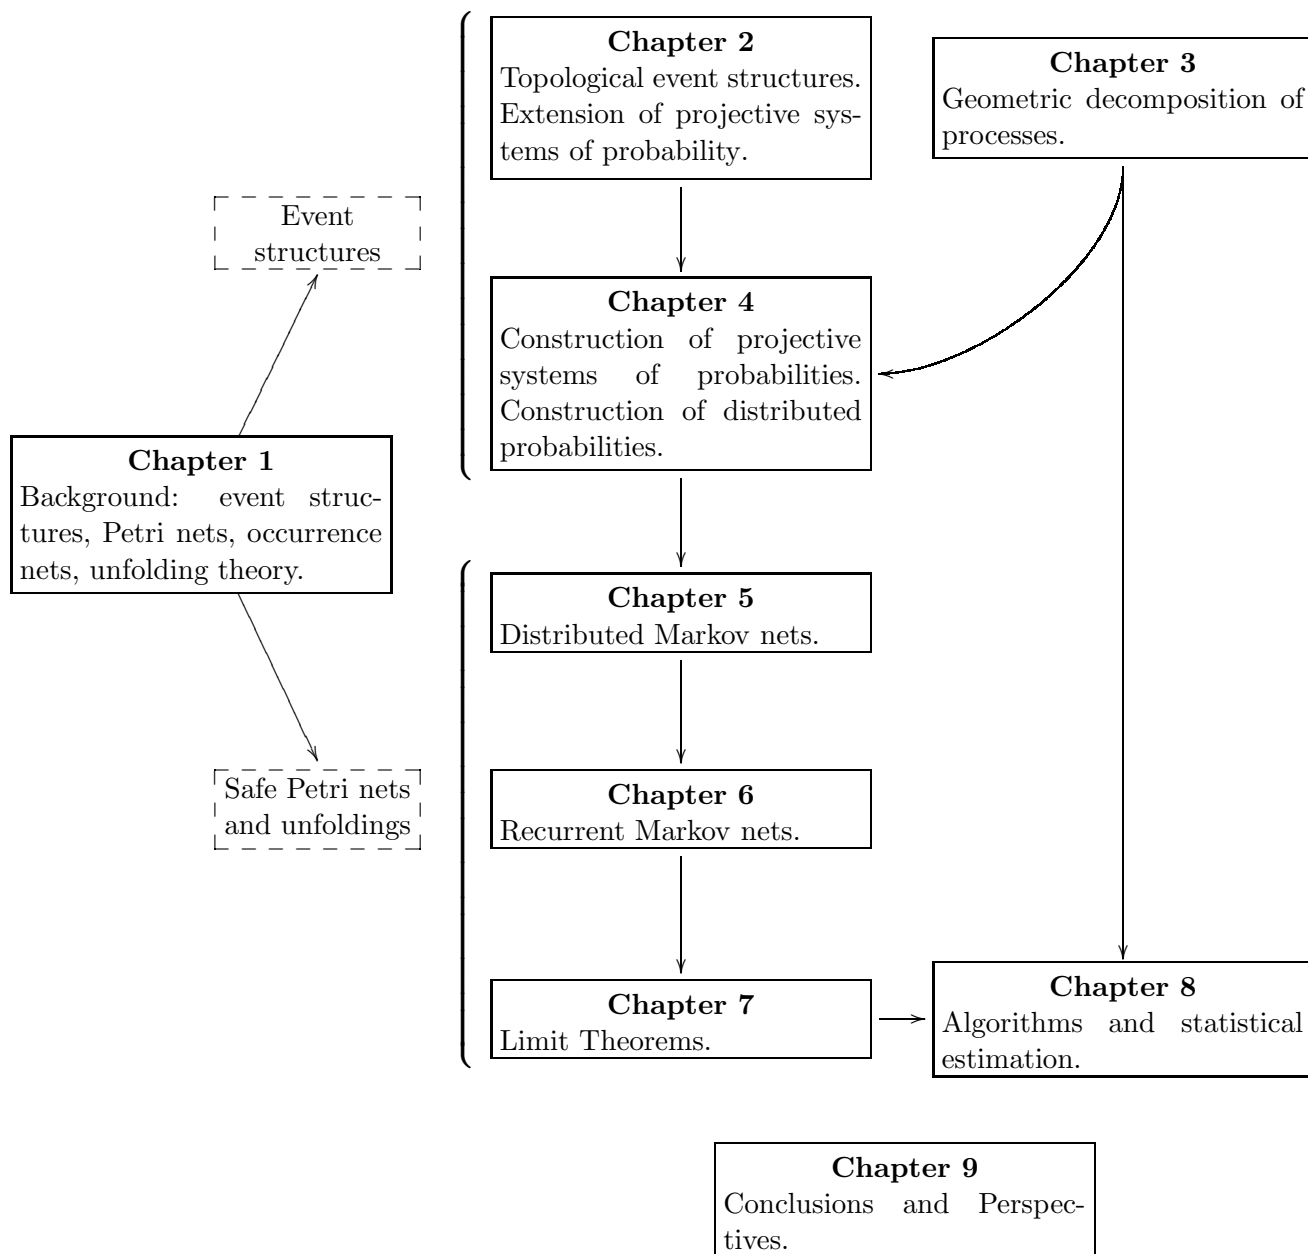 Chapter 2
Topological event structures.
Extension of projective sys-
tems of probability.
Chapter 3
Geometric decomposition of
processes.
Event
structures
Chapter 4
Construction of projective
systems of probabilities.
Construction of distributed
probabilities.
Chapter 1
Background: event struc-
tures, Petri nets, occurrence
nets, unfolding theory.
Chapter 5
Distributed Markov nets.
Safe Petri nets
and unfoldings
Chapter 6
Recurrent Markov nets.
Chapter 7
Limit Theorems.
Chapter 8
Algorithms and statistical
estimation.
Chapter 9
Conclusions and Perspec-
tives.